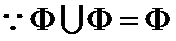 ∵ Φ ⋃ Φ = Φ